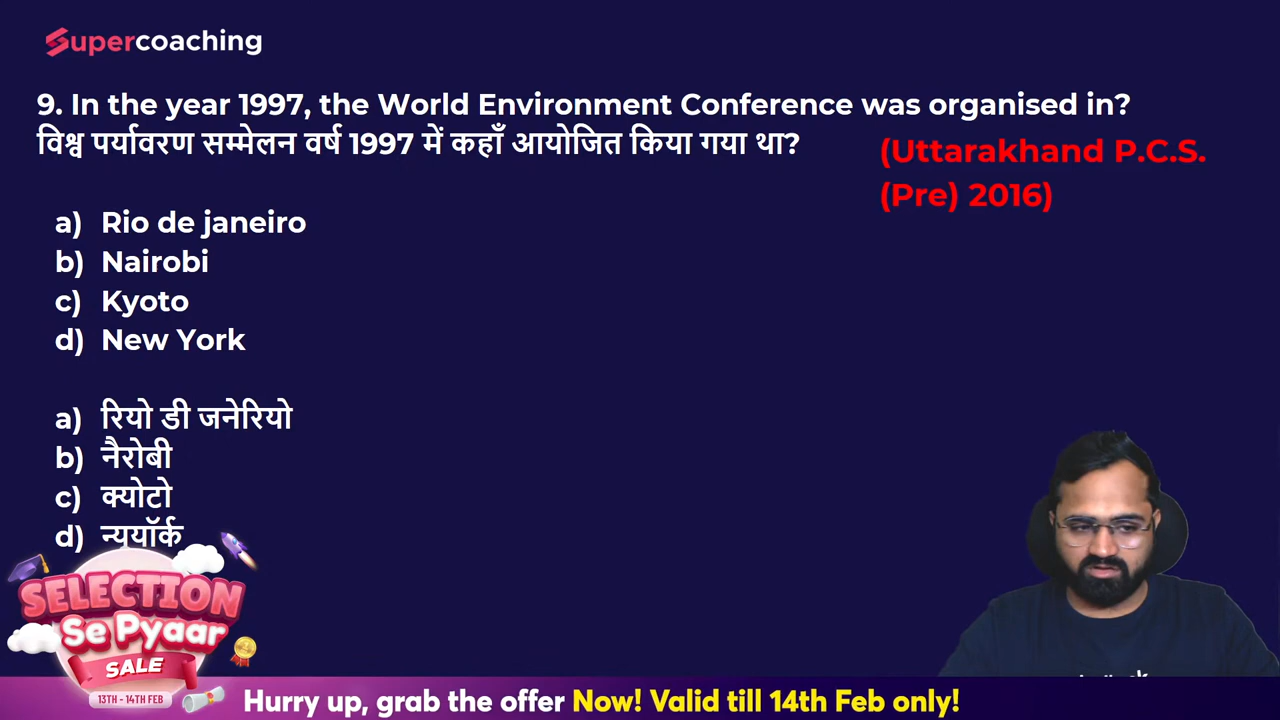 Supercoaching
9. In the year 1997, the World Environment Conference was organised in?
विश्व पर्यावरण सम्मेलन वर्ष 1997 में कहाँ आयोजित किया गया था?
(Uttarakhand P.C.S.
(Pre) 2016)
a) Rio de janeiro
b) Nairobi
c) Kyoto
d) New York
a) रियो डी जनेरियो
b) नैरोबी
c) क्योटो
d) न्यूयॉर्क
SELECTION
Se Pyaar
SALE
13TH - 14TH FEB
Hurry up, grab the offer Now! Valid till 14th Feb only!